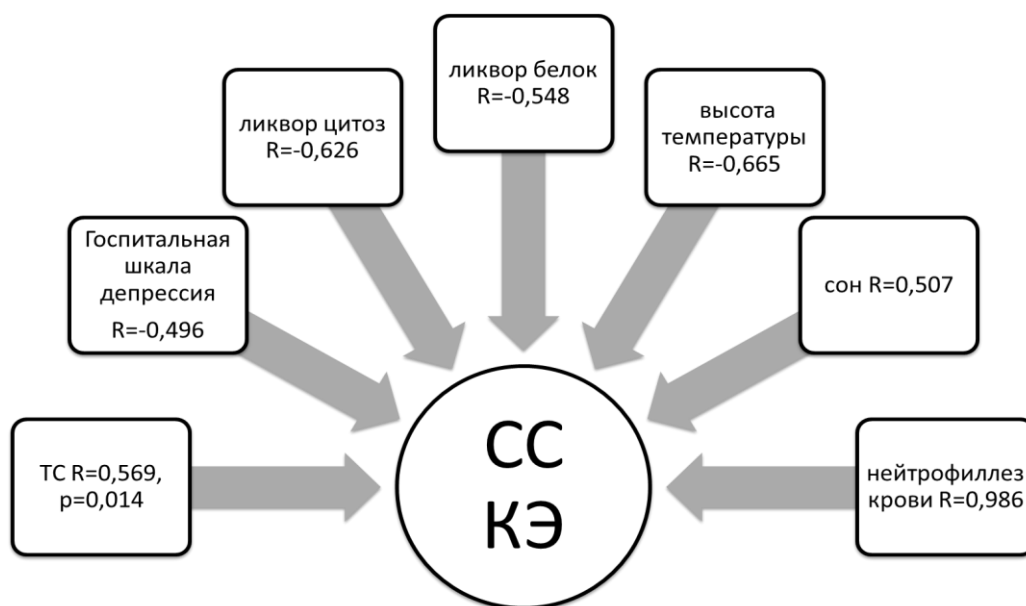 ликвор белок
R=-0,548
ликвор цитоз
R=-0,626
высота
температуры
R=-0,665
Госпитальная
шкала
депрессия
R=-0,496
сон R=0,507
ТС R=0,569,
р=0,014
СС
КЭ
нейтрофиллез
крови R=0,986